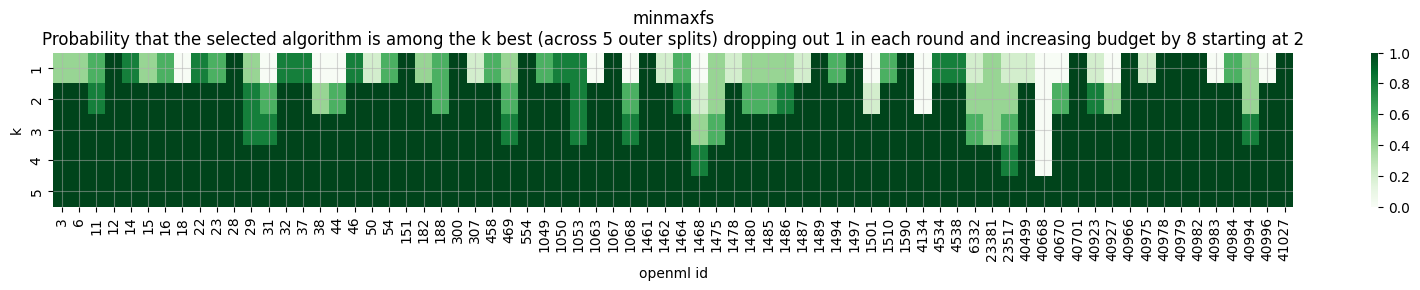 minmaxfs
Probability that the selected algorithm is among the k best (across 5 outer splits) dropping out 1 in each round and increasing budget by 8 starting at 2
k
1
2
3
4
5
1.0
0.8
0.6
0.4
0.2
0.0
3 6 11 12 14 15 16 18 22 23 28 29 31 32 37 38 44 46 50 54 151 182 188 300 307 458 469 554 1049 1050 1053 1063 1067 1068 1461 1462 1464 1468 1475 1478 1480 1485 1486 1487 1489 1494 1497 1501 1510 1590 4134 4534 4538 6332 23381 23517 40499 40668 40670 40701 40923 40927 40966 40975 40978 40979 40982 40983 40984 40994 40996 41027
openml id